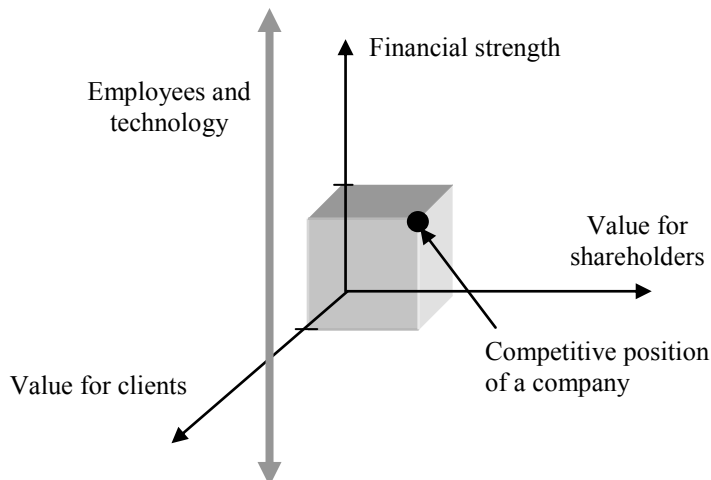 Financial strength
Employees and
technology
Value for
shareholders
Competitive position
of a company
Value for clients